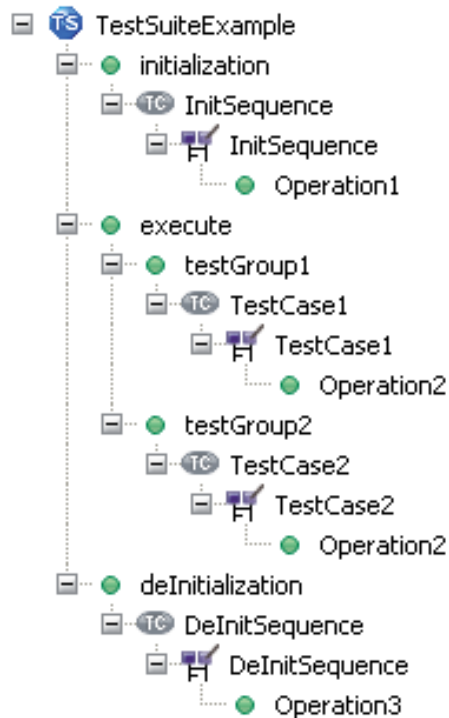 TS TestSuiteExample
initialization
TC InitSequence
InitSequence
Operation1
execute
testGroup1
TC TestCase1
TestCase1
Operation2
testGroup2
TC TestCase2
TestCase2
Operation2
deInitialization
TC DeInitSequence
DeInitSequence
Operation3